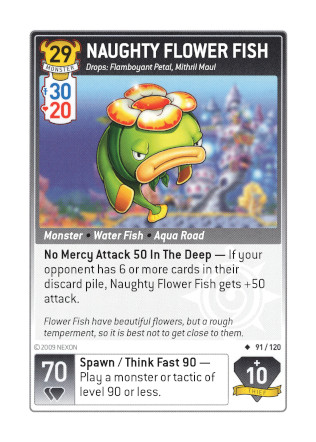 29
MONSTER
NAUGHTY FLOWER FISH
Drops: Flamboyant Petal, Mithril Maul
30
20
Monster • Water Fish • Aqua Road
No Mercy Attack 50 In The Deep — If your
opponent has 6 or more cards in their
discard pile, Naughty Flower Fish gets +50
attack.
Flower Fish have beautiful flowers, but a rough
temperment, so it is best not to get close to them.
© 2009 NEXON
◆ 91 / 120
70
Spawn / Think Fast 90 —
Play a monster or tactic of
level 90 or less.
+
10
THIEF